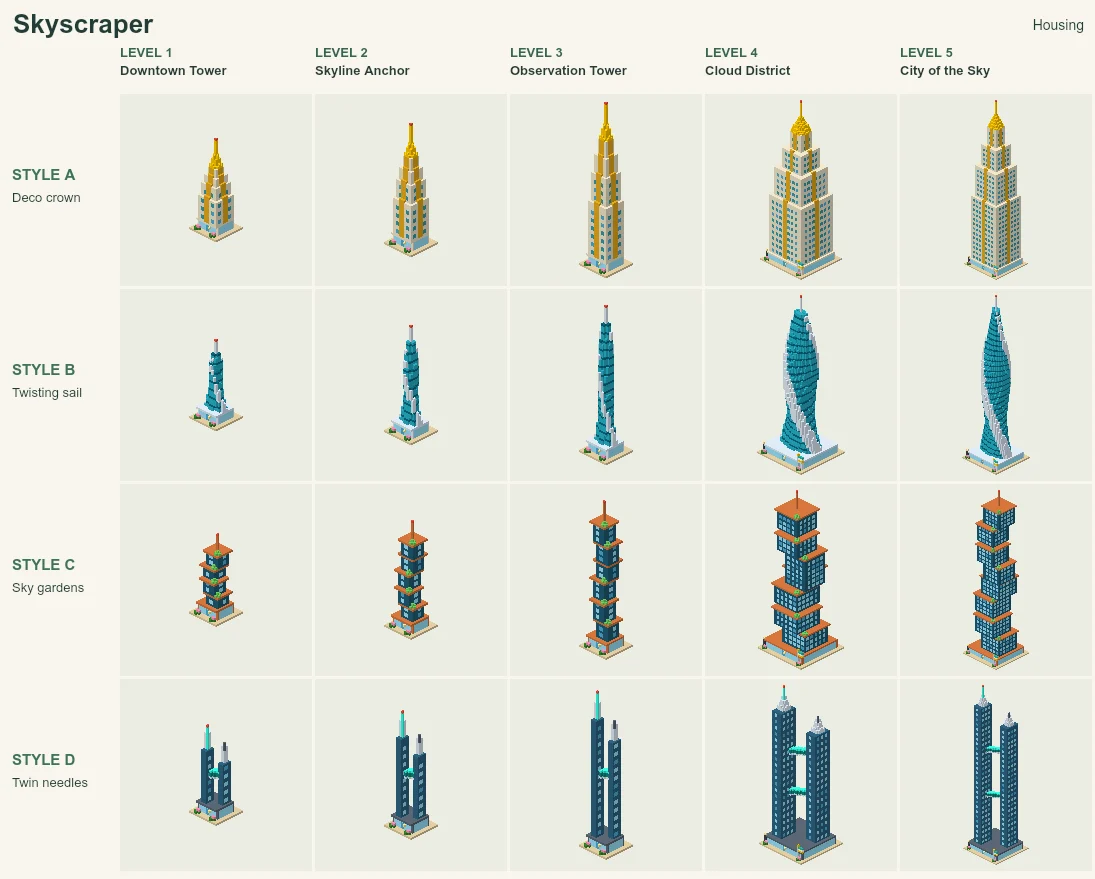 Skyscraper
Housing
LEVEL 1
Downtown Tower
LEVEL 2
Skyline Anchor
LEVEL 3
Observation Tower
LEVEL 4
Cloud District
LEVEL 5
City of the Sky
STYLE A
Deco crown
STYLE B
Twisting sail
STYLE C
Sky gardens
STYLE D
Twin needles